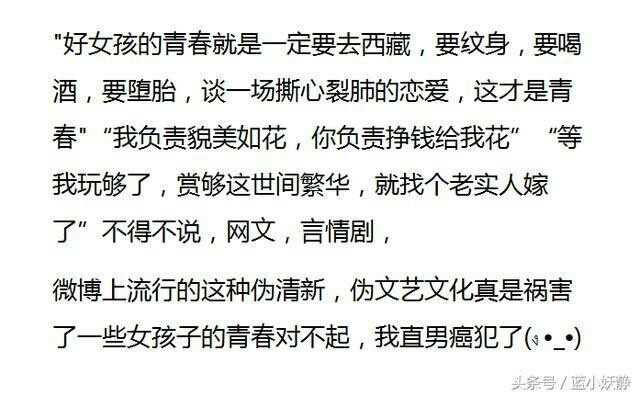 "好女孩的青春就是一定要去西藏，要纹身，要喝
酒，要堕胎，谈一场撕心裂肺的恋爱，这才是青
春"“我负责貌美如花，你负责挣钱给我花”“等
我玩够了，赏够这世间繁华，就找个老实人嫁
了”不得不说，网文，言情剧，
微博上流行的这种伪清新，伪文艺文化真是祸害
了一些女孩子的青春对不起，我直男癌犯了(ง •_•)
头条号 / 蓝小妖静